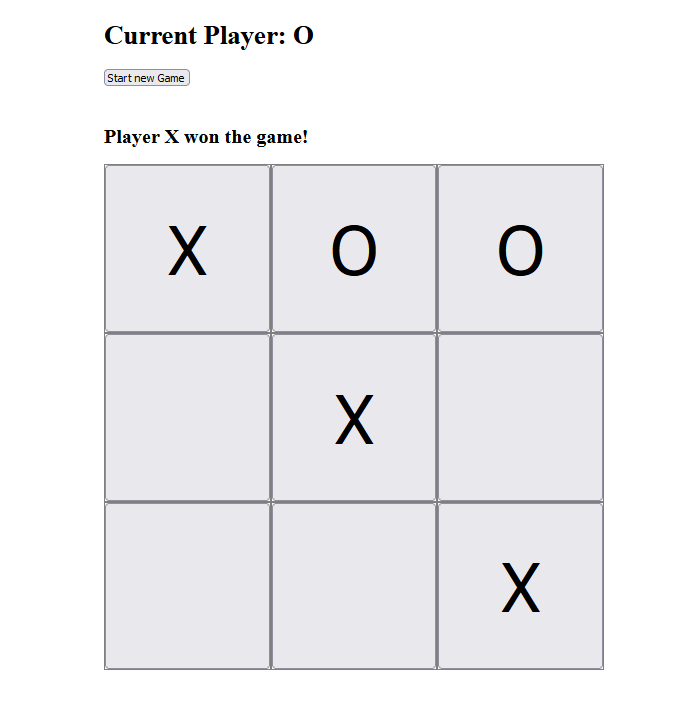 Current Player: O
Start new Game
Player X won the game!
X O O
X
X